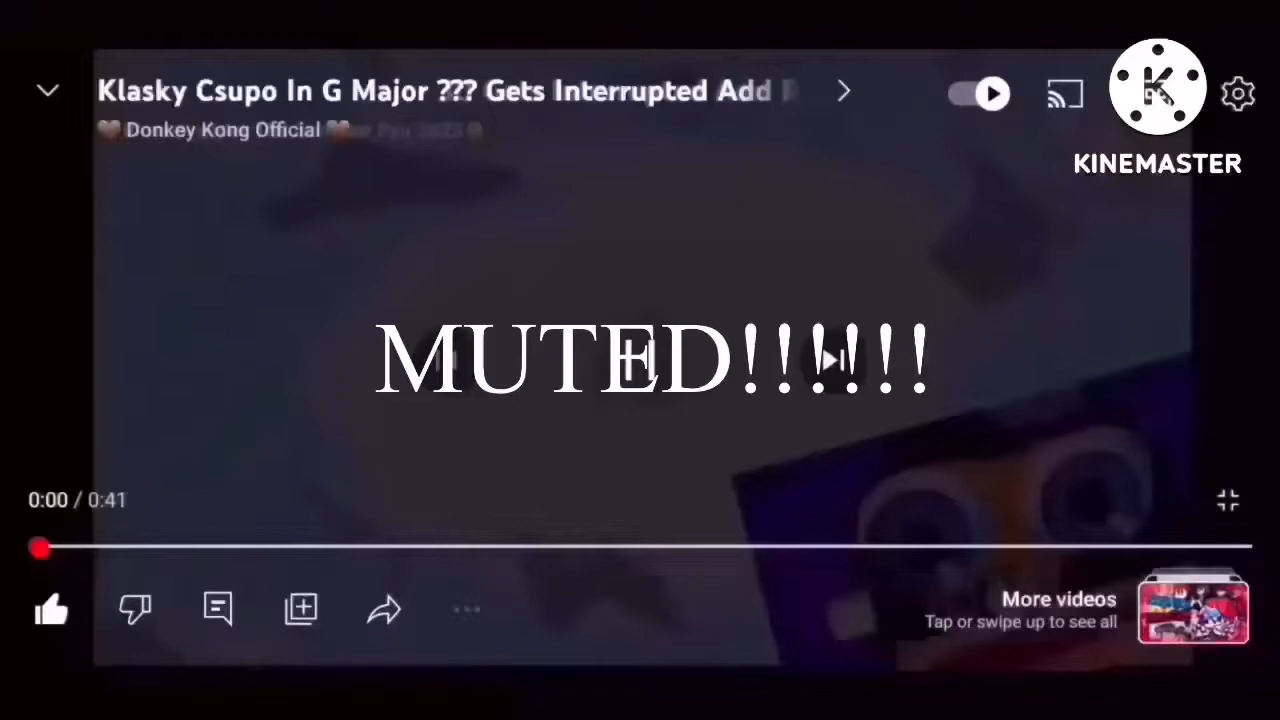 Klasky Csupo In G Major ??? Gets Interrupted Add
Donkey Kong Official
KINEMASTER
MUTED!!!!!!
0:00 / 0:41
More videos
Tap or swipe up to see all